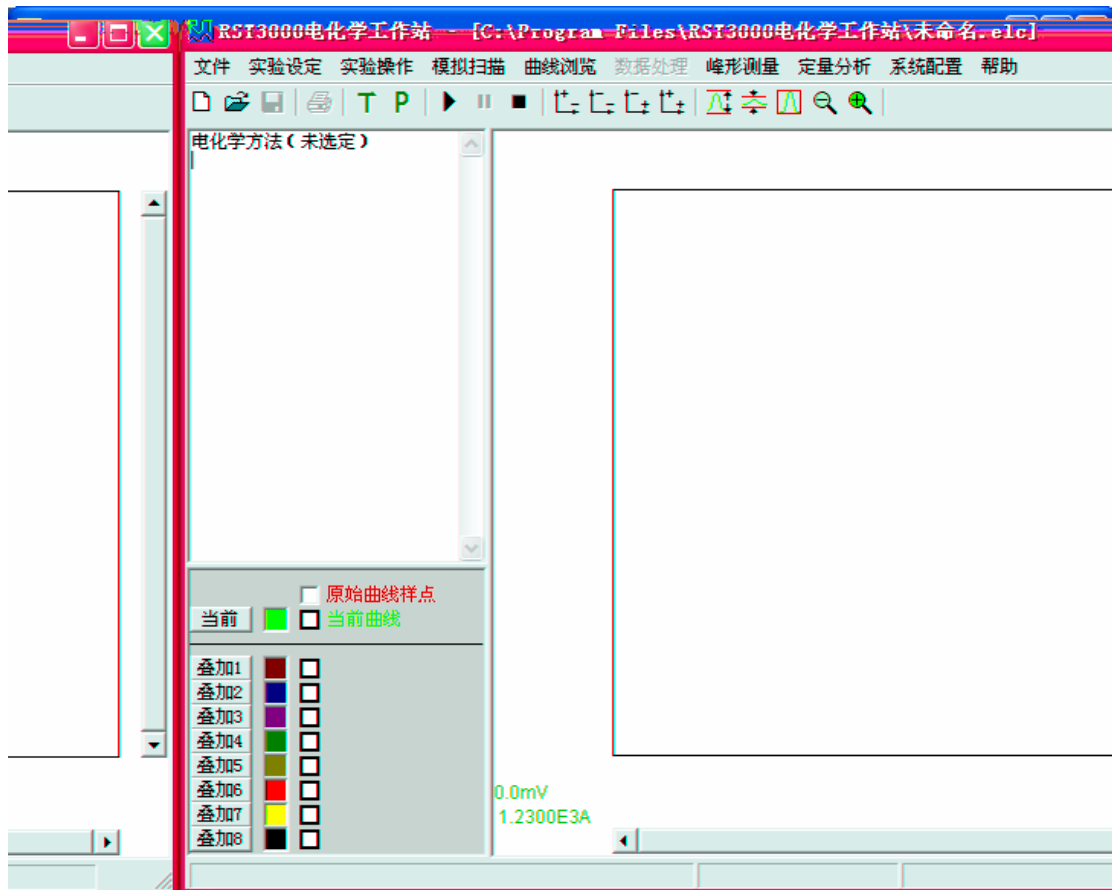 RST3000电化学工作站 - [C:\Program Files\RST3000电化学工作站\未命名.elc]
文件 实验设定 实验操作 模拟扫描 曲线浏览 数据处理 峰形测量 定量分析 系统配置 帮助
T P
电化学方法(未选定)
原始曲线样点
当前 当前曲线
叠加1
叠加2
叠加3
叠加4
叠加5
叠加6
叠加7
叠加8
0.0mV
1.2300E3A